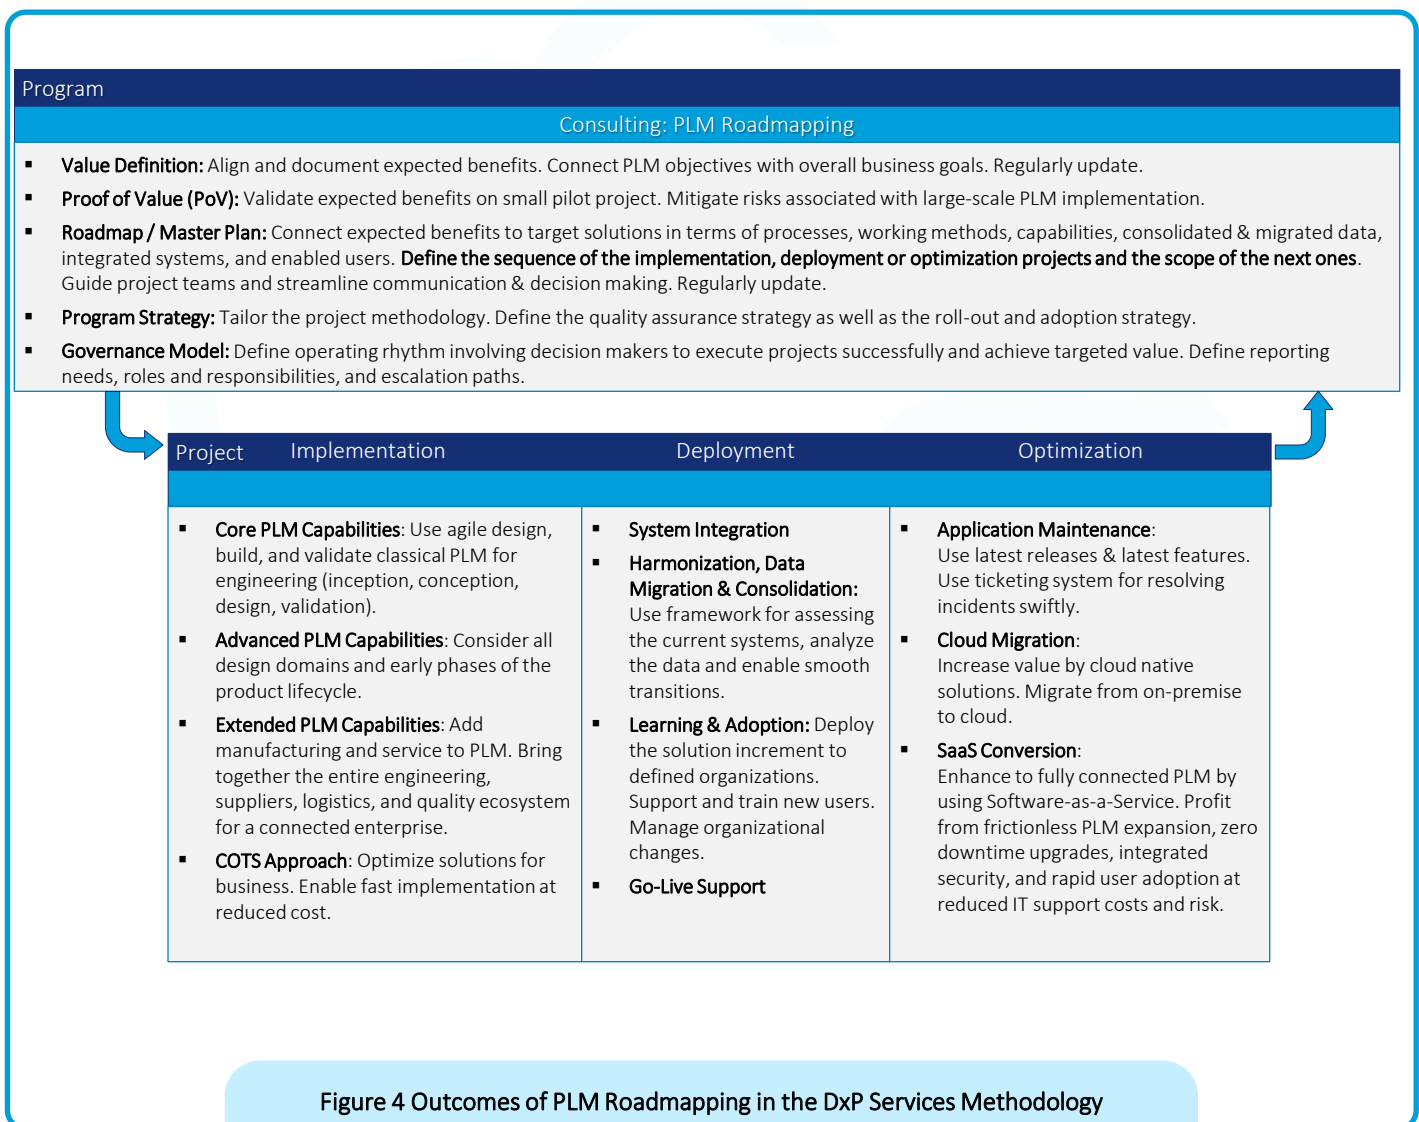 Program
Consulting: PLM Roadmapping
▪ Value Definition: Align and document expected benefits. Connect PLM objectives with overall business goals. Regularly update.
▪ Proof of Value (PoV): Validate expected benefits on small pilot project. Mitigate risks associated with large-scale PLM implementation.
▪ Roadmap / Master Plan: Connect expected benefits to target solutions in terms of processes, working methods, capabilities, consolidated & migrated data,
integrated systems, and enabled users. Define the sequence of the implementation, deployment or optimization projects and the scope of the next ones.
Guide project teams and streamline communication & decision making. Regularly update.
▪ Program Strategy: Tailor the project methodology. Define the quality assurance strategy as well as the roll-out and adoption strategy.
▪ Governance Model: Define operating rhythm involving decision makers to execute projects successfully and achieve targeted value. Define reporting
needs, roles and responsibilities, and escalation paths.
Project Implementation Deployment Optimization
▪ Core PLM Capabilities: Use agile design,
build, and validate classical PLM for
engineering (inception, conception,
design, validation).
▪ Advanced PLM Capabilities: Consider all
design domains and early phases of the
product lifecycle.
▪ Extended PLM Capabilities: Add
manufacturing and service to PLM. Bring
together the entire engineering,
suppliers, logistics, and quality ecosystem
for a connected enterprise.
▪ COTS Approach: Optimize solutions for
business. Enable fast implementation at
reduced cost.
▪ System Integration
▪ Harmonization, Data
Migration & Consolidation:
Use framework for assessing
the current systems, analyze
the data and enable smooth
transitions.
▪ Learning & Adoption: Deploy
the solution increment to
defined organizations.
Support and train new users.
Manage organizational
changes.
▪ Go-Live Support
▪ Application Maintenance:
Use latest releases & latest features.
Use ticketing system for resolving
incidents swiftly.
▪ Cloud Migration:
Increase value by cloud native
solutions. Migrate from on-premise
to cloud.
▪ SaaS Conversion:
Enhance to fully connected PLM by
using Software-as-a-Service. Profit
from frictionless PLM expansion, zero
downtime upgrades, integrated
security, and rapid user adoption at
reduced IT support costs and risk.
Figure 4 Outcomes of PLM Roadmapping in the DxP Services Methodology